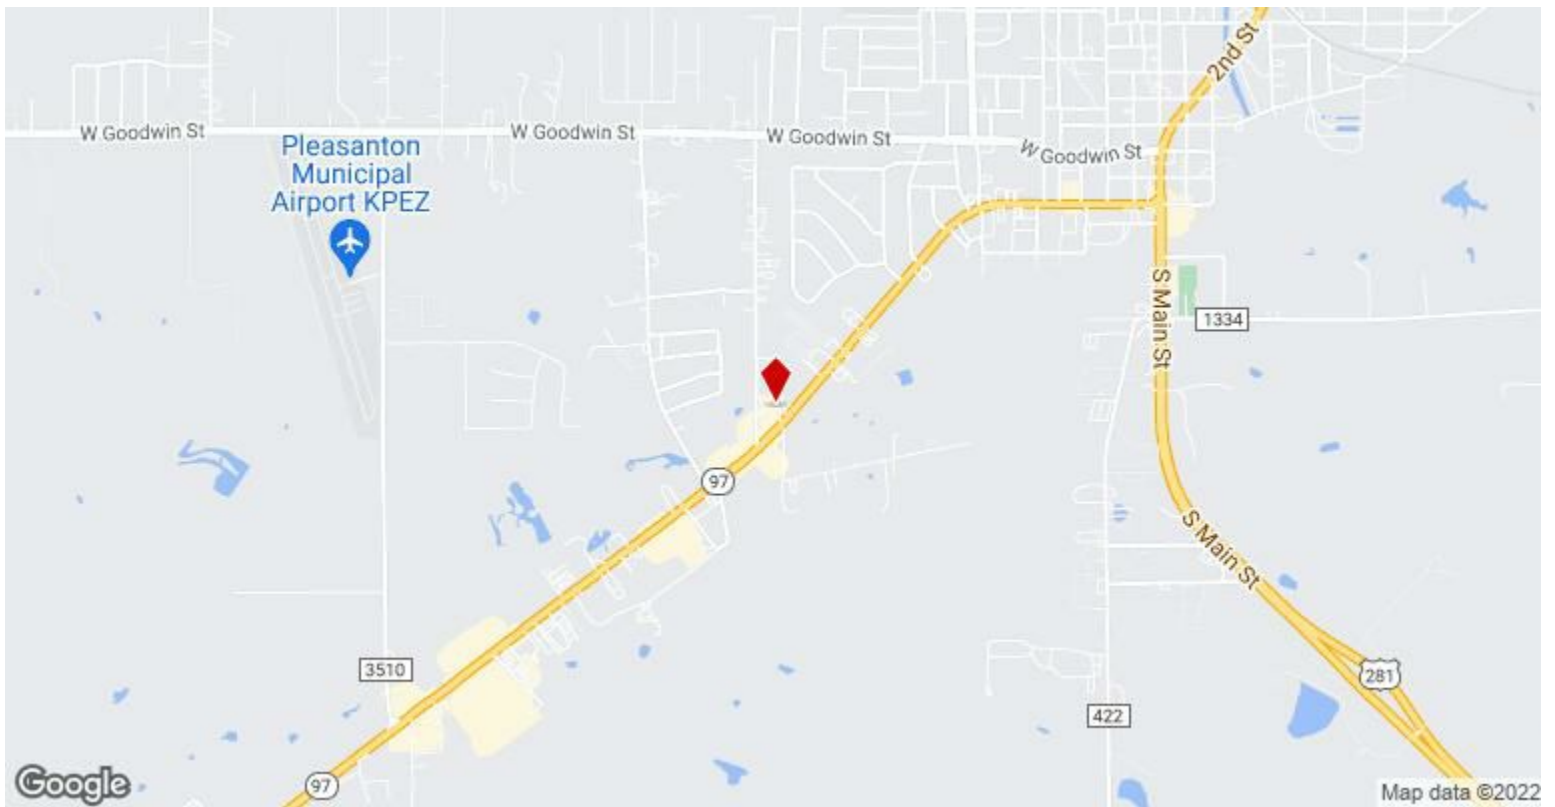 2nd St
W Goodwin St
W Goodwin St
W Goodwin St
W Goodwin St
Pleasanton
Municipal
Airport KPEZ
S Main St
1334
97
S Main St
3510
281
422
97
Google
Map data ©2022